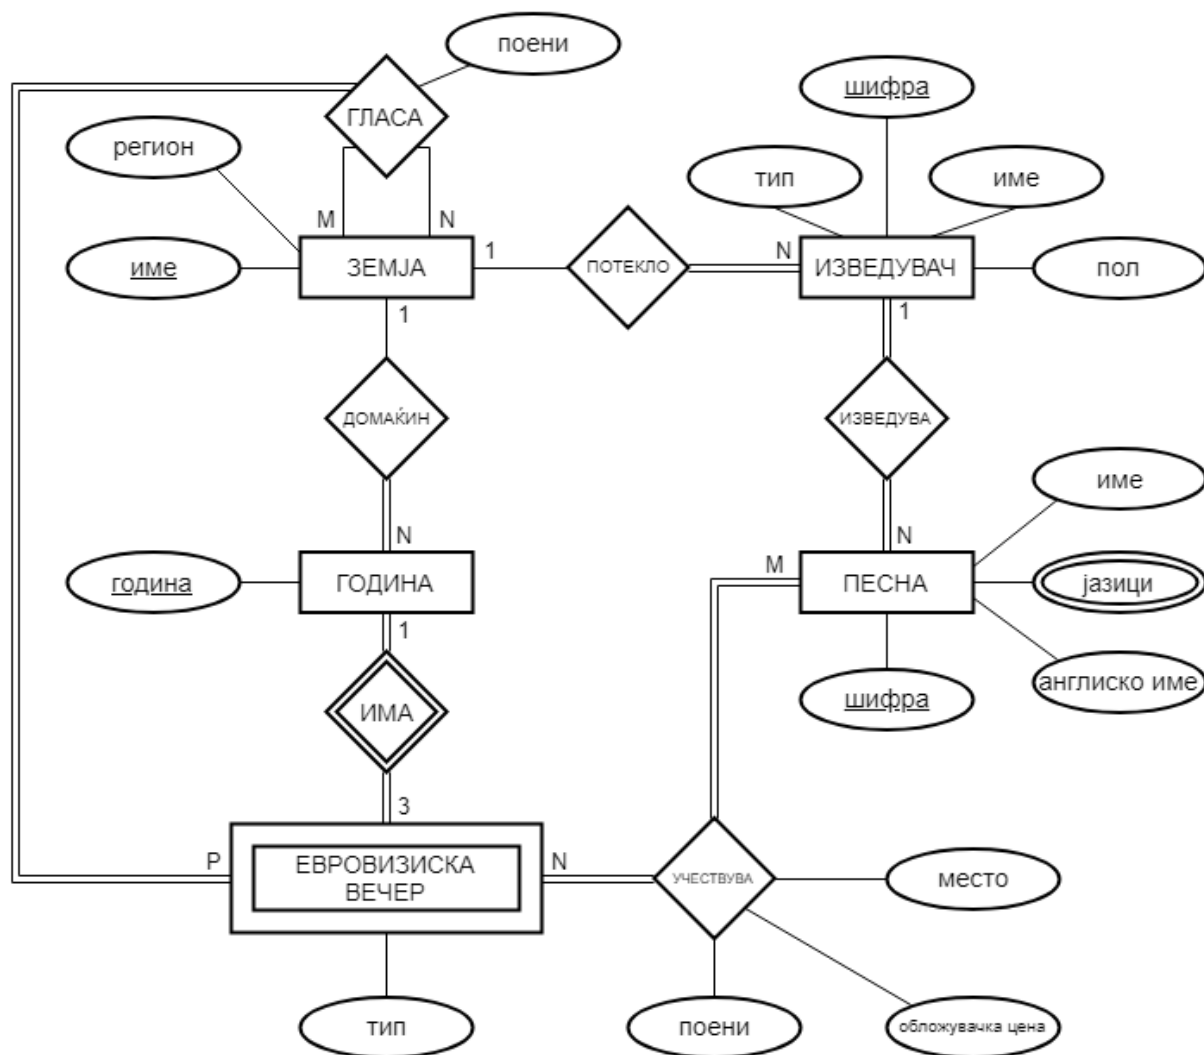 поени
ГЛАСА
шифра
регион
тип
име
M
N
име
ЗЕМЈА
1
ПОТЕКЛО
N
ИЗВЕДУВАЧ
пол
1
1
ДОМАЌИН
ИЗВЕДУВА
име
N
N
M
година
ГОДИНА
ПЕСНА
јазици
1
англиско име
шифра
ИМА
3
P
ЕВРОВИЗИСКА
ВЕЧЕР
N
УЧЕСТВУВА
место
тип
поени
обложувачка цена